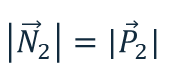 |N⃗₂| = |P⃗₂|